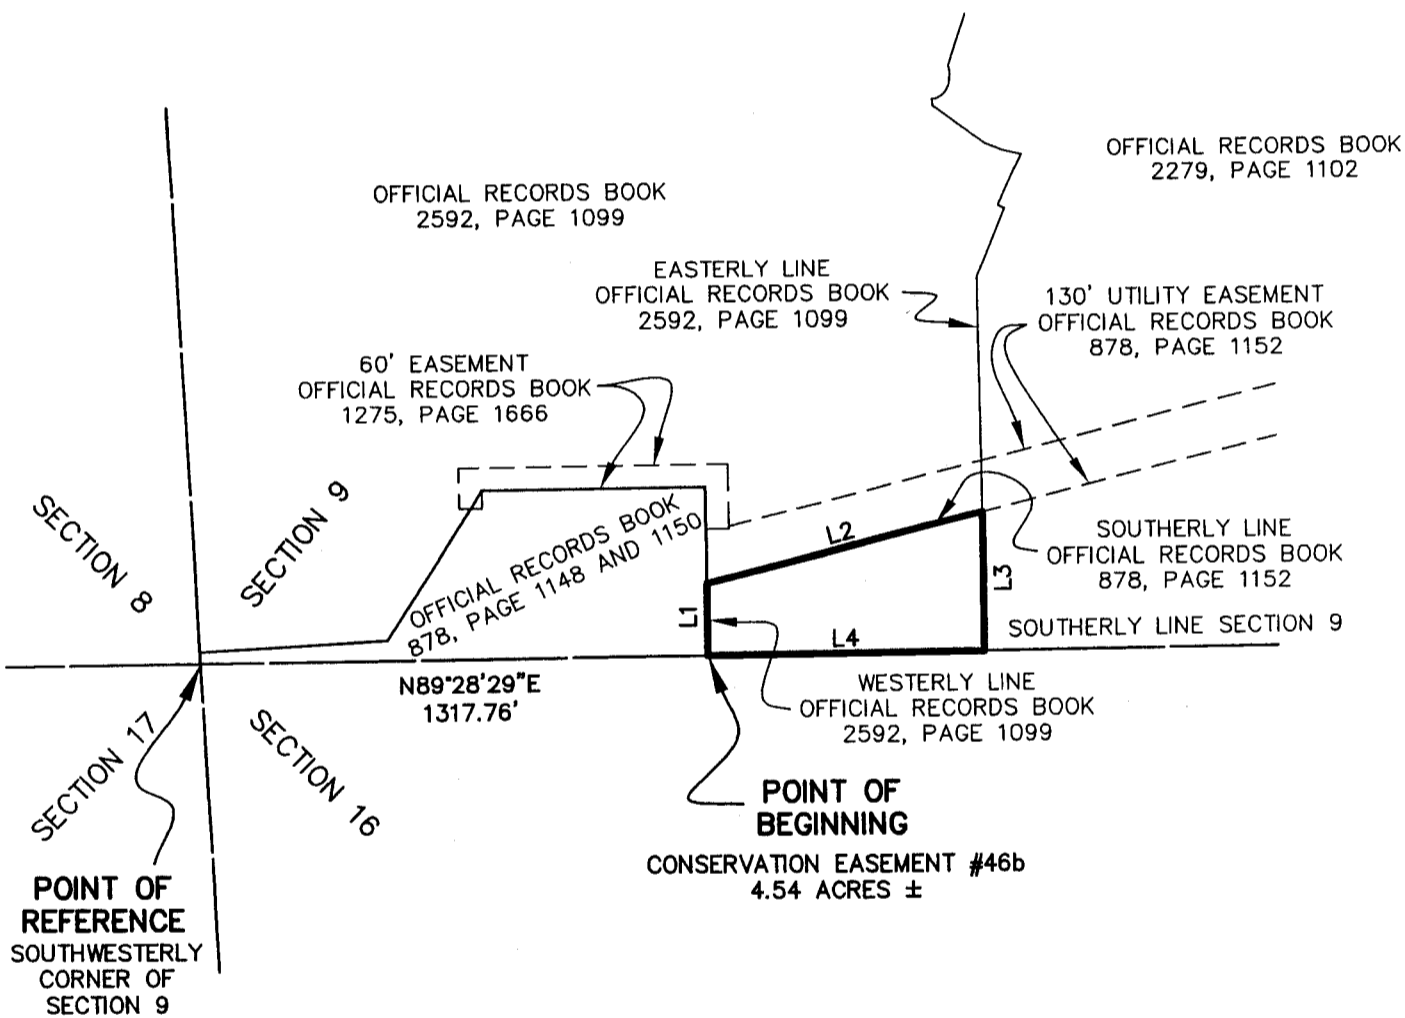 OFFICIAL RECORDS BOOK
2279, PAGE 1102
OFFICIAL RECORDS BOOK
2592, PAGE 1099
EASTERLY LINE
OFFICIAL RECORDS BOOK
2592, PAGE 1099
130' UTILITY EASEMENT
OFFICIAL RECORDS BOOK
878, PAGE 1152
60' EASEMENT
OFFICIAL RECORDS BOOK
1275, PAGE 1666
SECTION 8
SECTION 9
OFFICIAL RECORDS BOOK
878, PAGE 1148 AND 1150
L2
SOUTHERLY LINE
OFFICIAL RECORDS BOOK
878, PAGE 1152
L1
L3
L4
SOUTHERLY LINE SECTION 9
N89°28'29"E
1317.76'
WESTERLY LINE
OFFICIAL RECORDS BOOK
2592, PAGE 1099
SECTION 17
SECTION 16
POINT OF
BEGINNING
CONSERVATION EASEMENT #46b
4.54 ACRES ±
POINT OF
REFERENCE
SOUTHWESTERLY
CORNER OF
SECTION 9